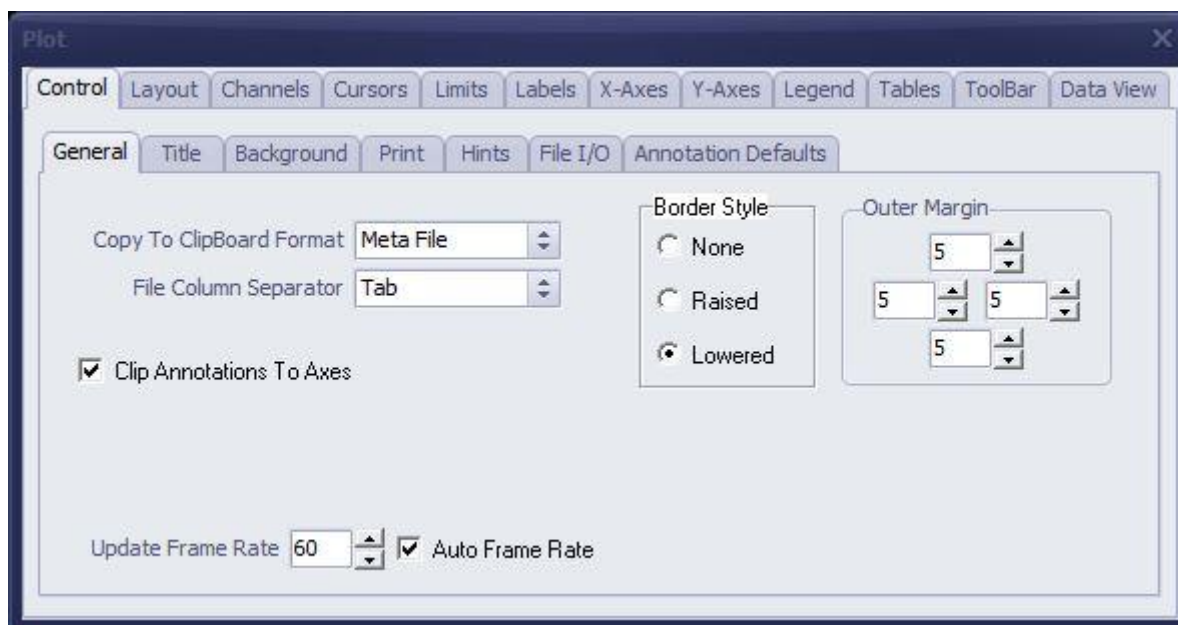 Plot
Control Layout Channels Cursors Limits Labels X-Axes Y-Axes Legend Tables ToolBar Data View
General Title Background Print Hints File I/O Annotation Defaults
Border Style Outer Margin
Copy To ClipBoard Format Meta File None 5
File Column Separator Tab Raised 5 5
Clip Annotations To Axes Lowered 5
Update Frame Rate 60 Auto Frame Rate